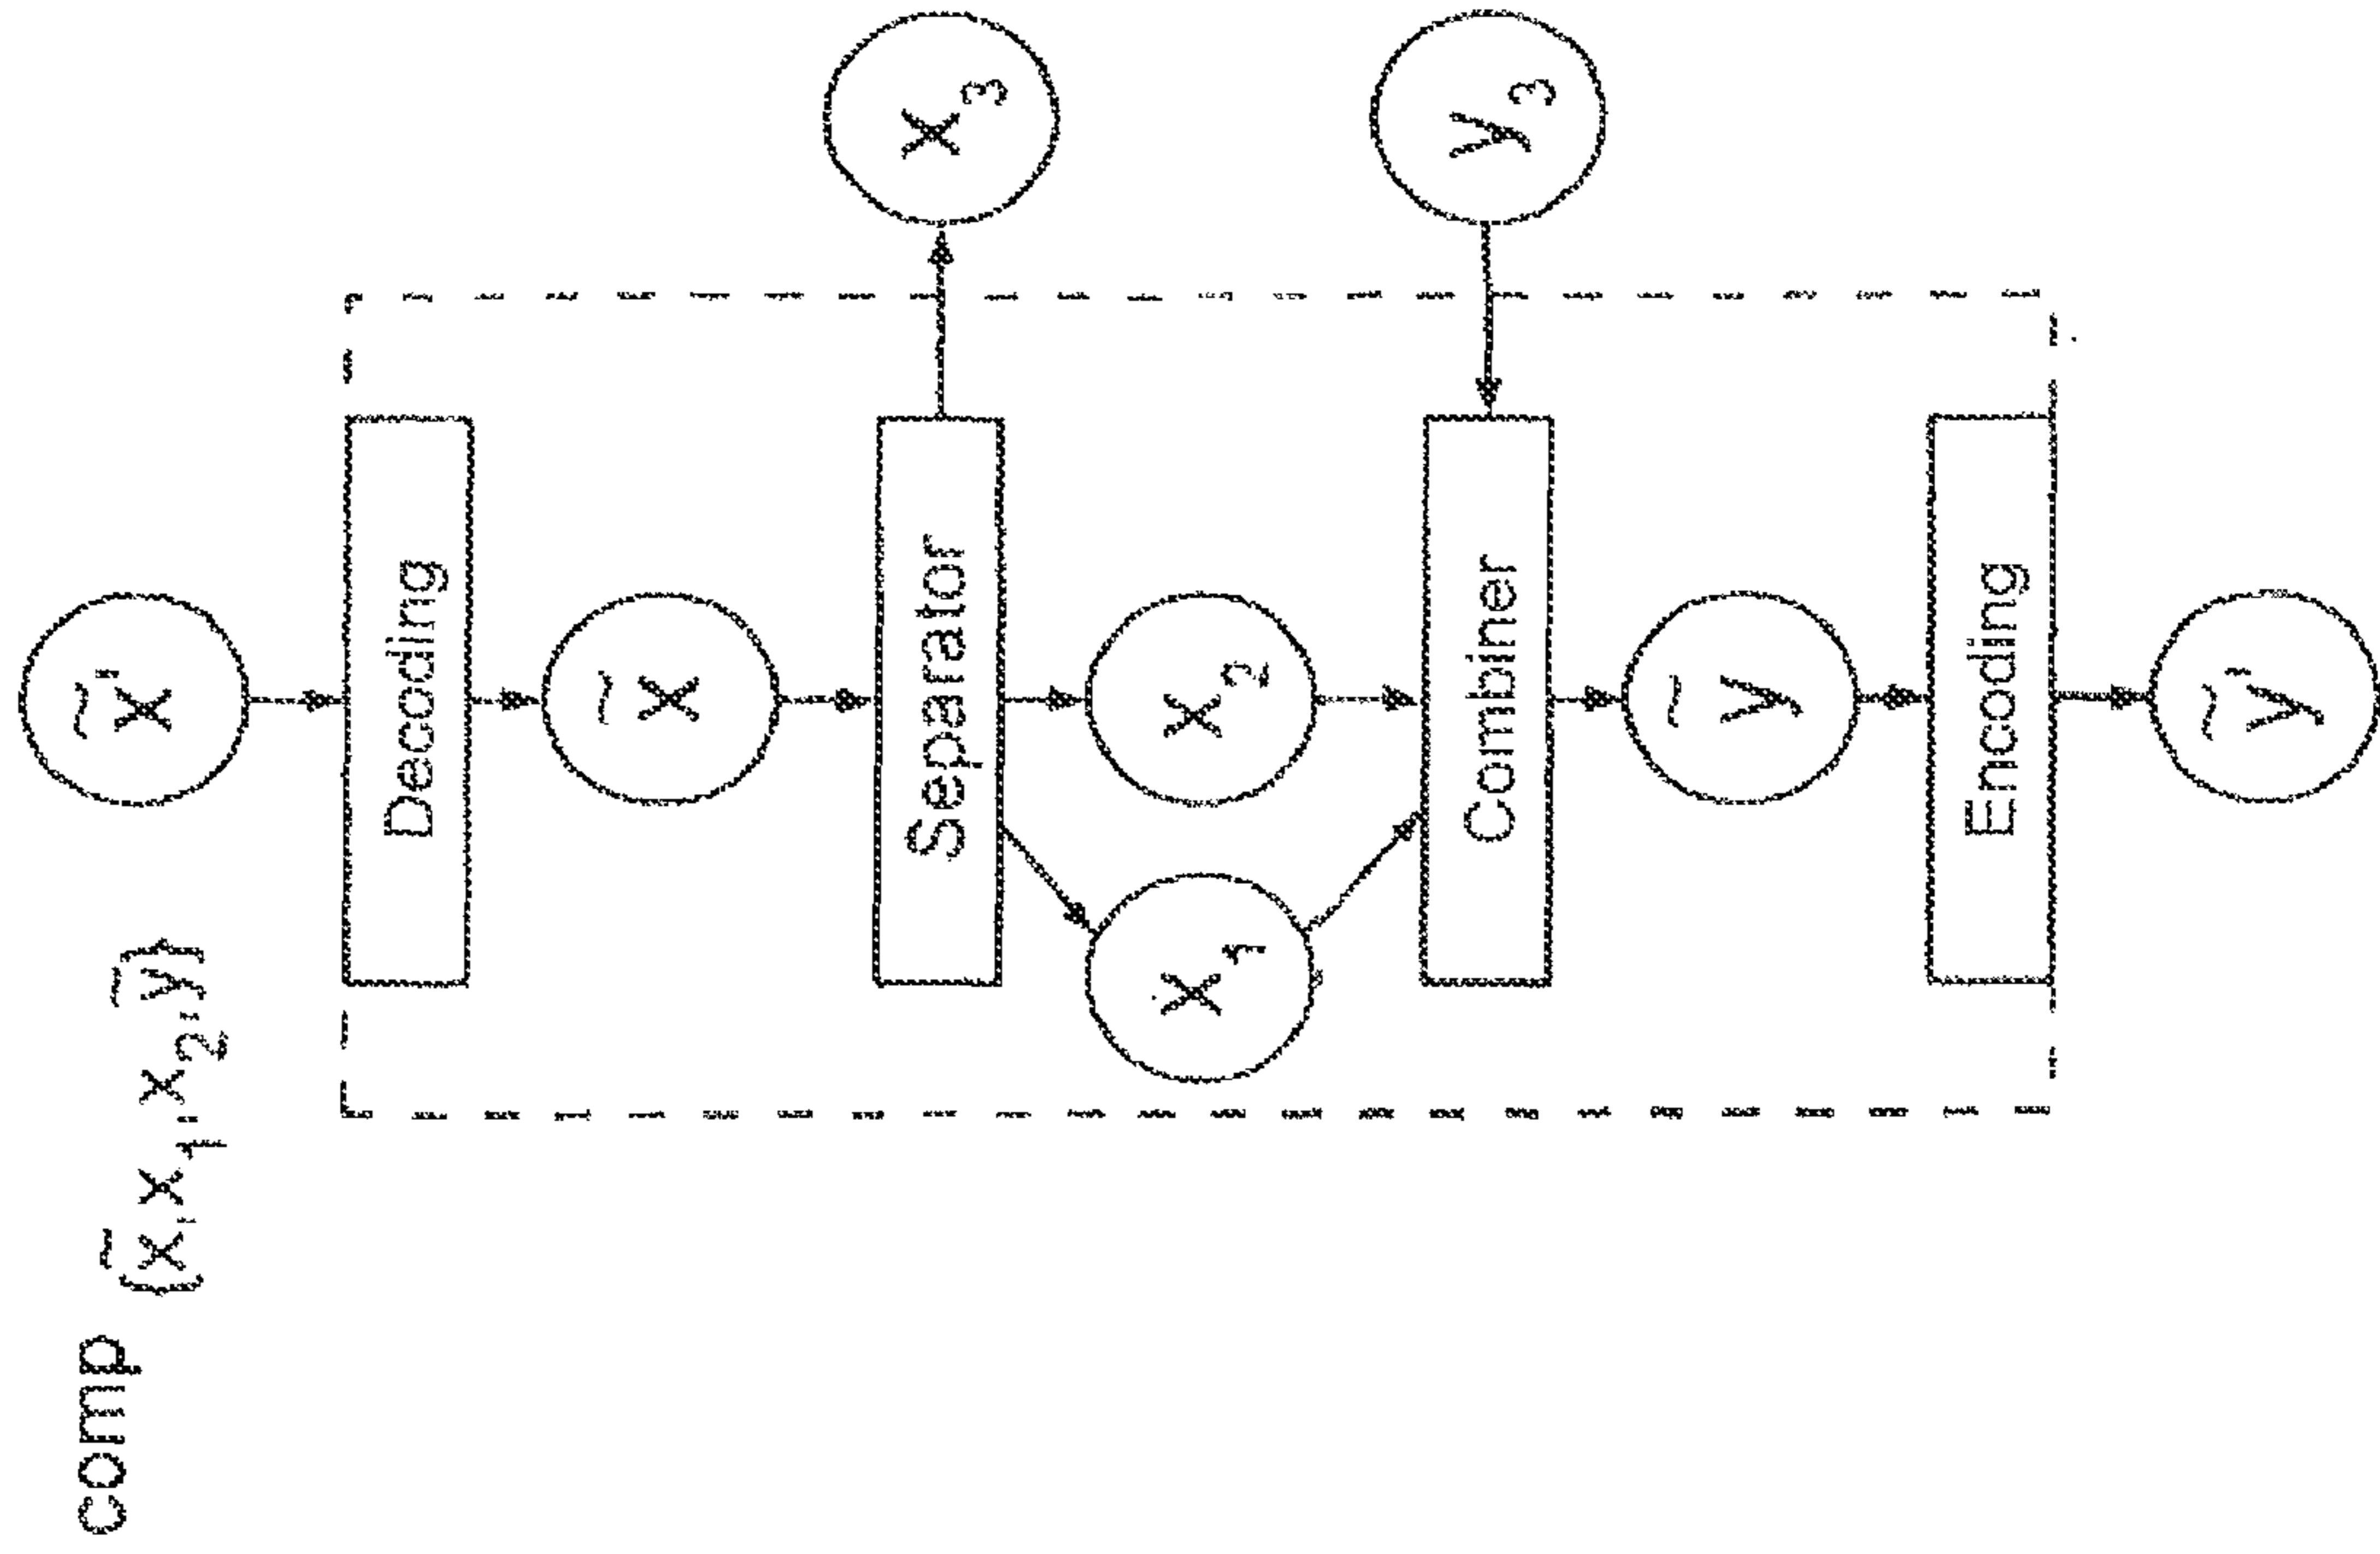 comp {x̃,x₁,x₂,ỹ}
x̃'
Decoding
x̃
Separator
x₃
x₁
x₂
y₃
Combiner
ỹ
Encoding
ỹ'